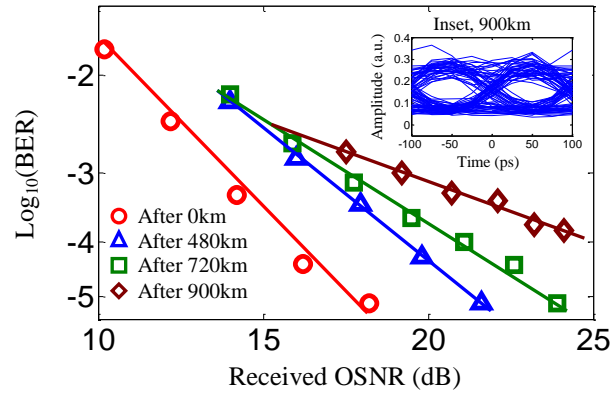 Inset, 900km
Amplitude (a.u.)
0.4
0.3
0.2
0.1
0
-100
-50
0
50
100
Time (ps)
Log10(BER)
-2
-3
-4
-5
After 0km
After 480km
After 720km
After 900km
10
15
20
25
Received OSNR (dB)